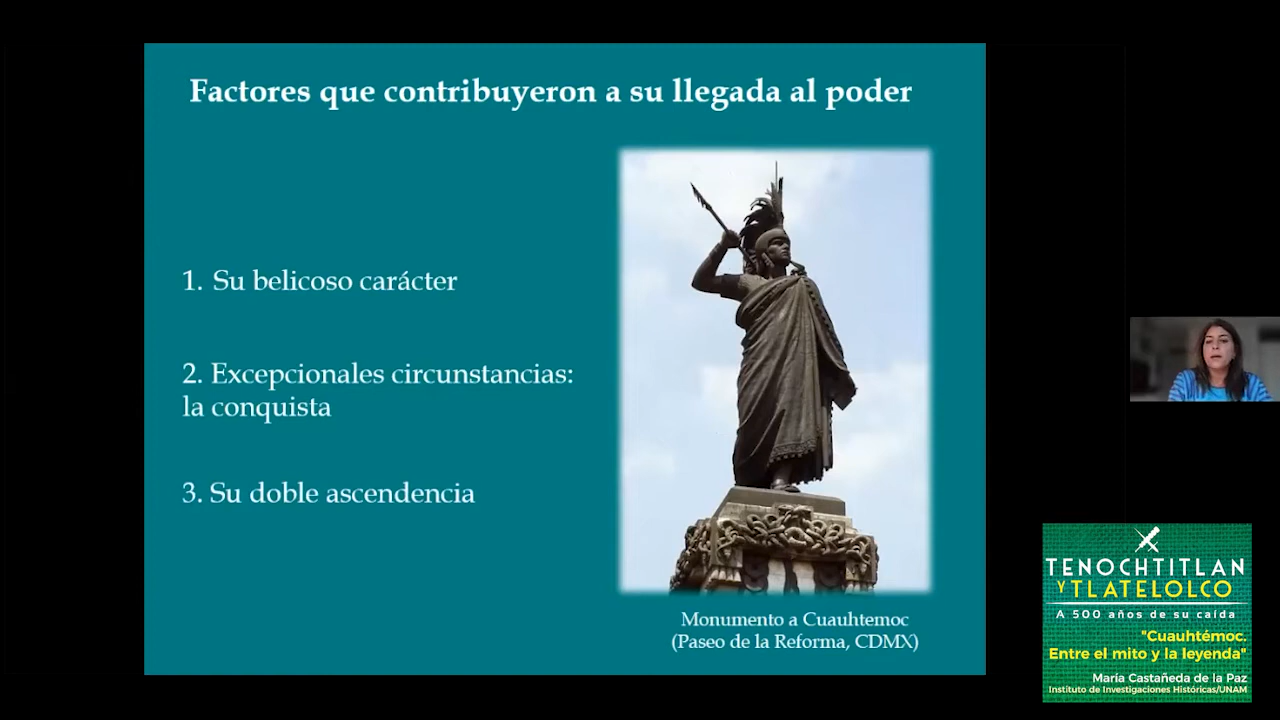 Factores que contribuyeron a su llegada al poder
1. Su belicoso carácter
2. Excepcionales circunstancias:
la conquista
3. Su doble ascendencia
Monumento a Cuauhtemoc
(Paseo de la Reforma, CDMX)
TENOCHTITLAN
Y TLATELOLCO
A 500 años de su caída
"Cuauhtémoc.
Entre el mito y la leyenda"
María Castañeda de la Paz
Instituto de Investigaciones Históricas/UNAM